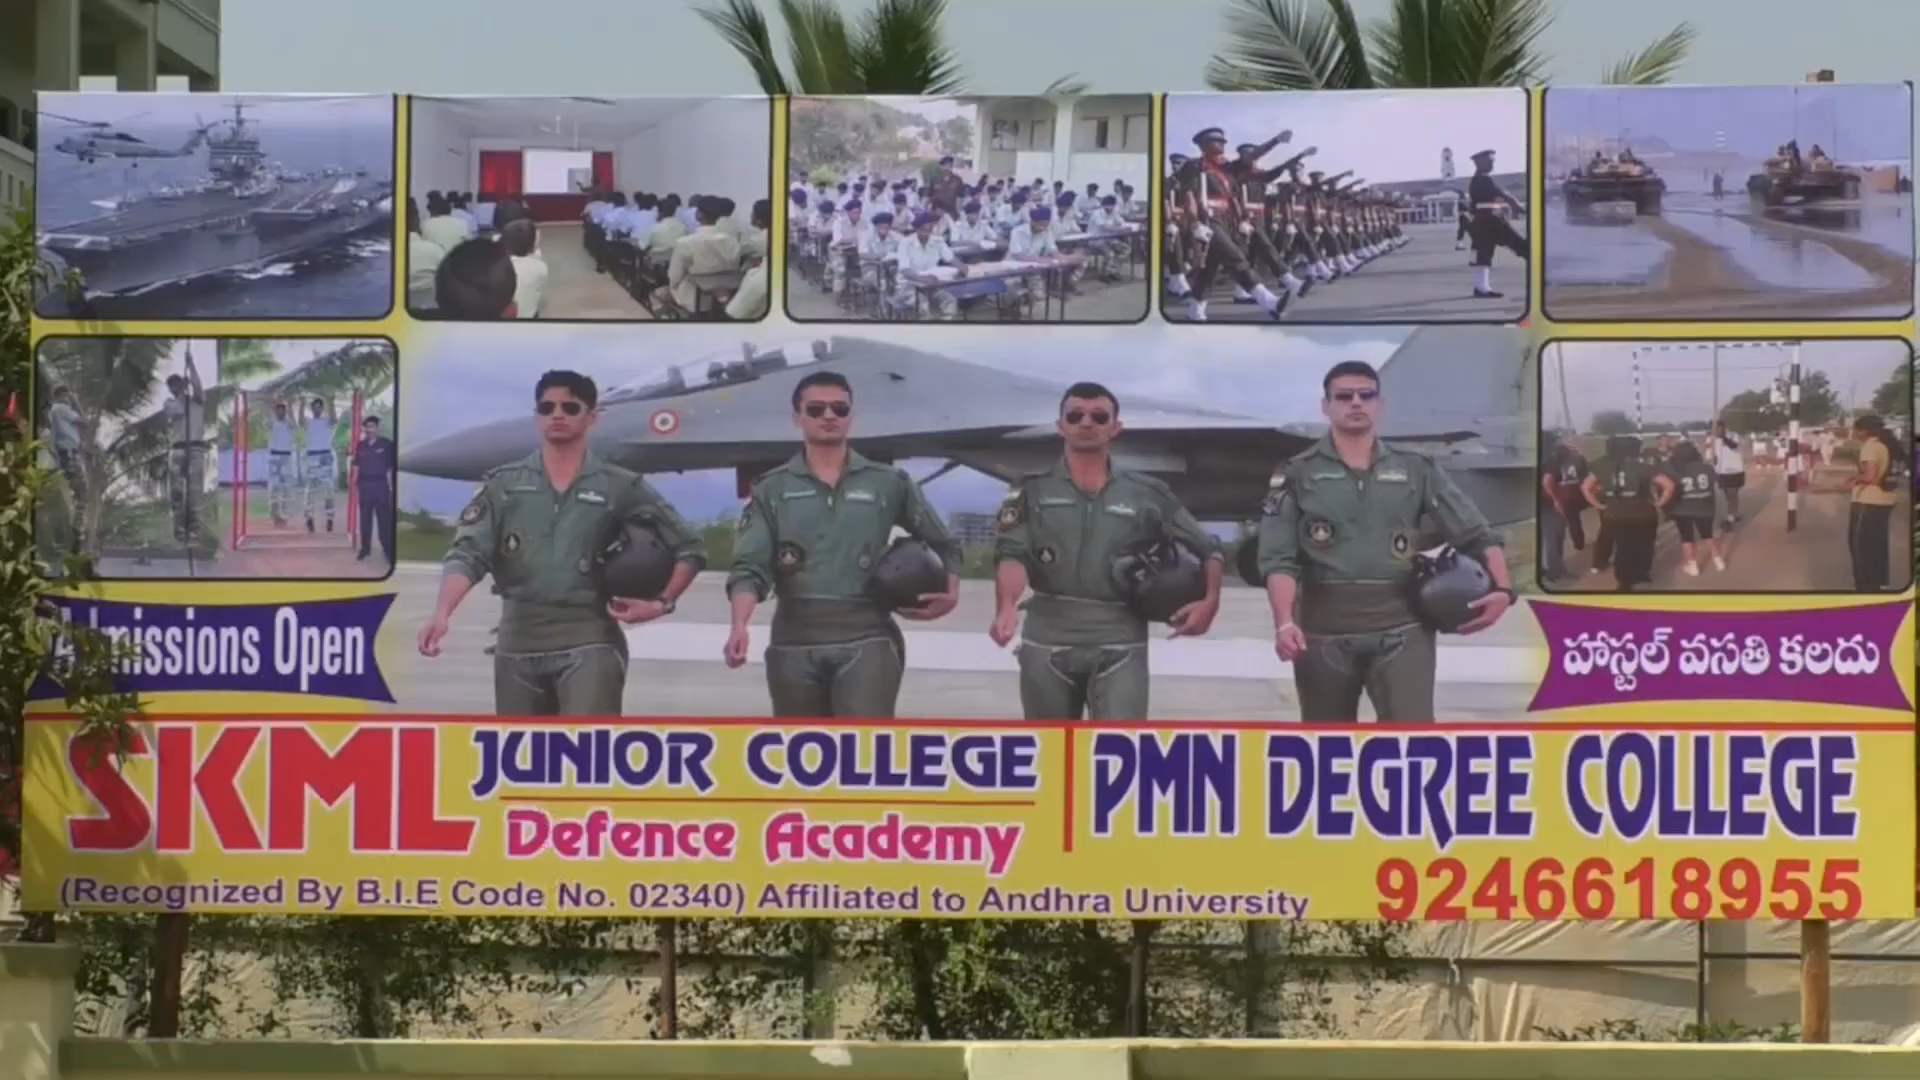 Admissions Open
హాస్టల్ వసతి కలదు
SKML JUNIOR COLLEGE
Defence Academy
PMN DEGREE COLLEGE
(Recognized By B.I.E Code No. 02340) Affiliated to Andhra University
9246618955